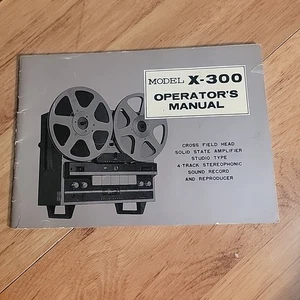 MODEL X-300
OPERATOR'S
MANUAL
CROSS FIELD HEAD
SOLID STATE AMPLIFIER
STUDIO TYPE
4-TRACK STEREOPHONIC
SOUND RECORD
AND REPRODUCER